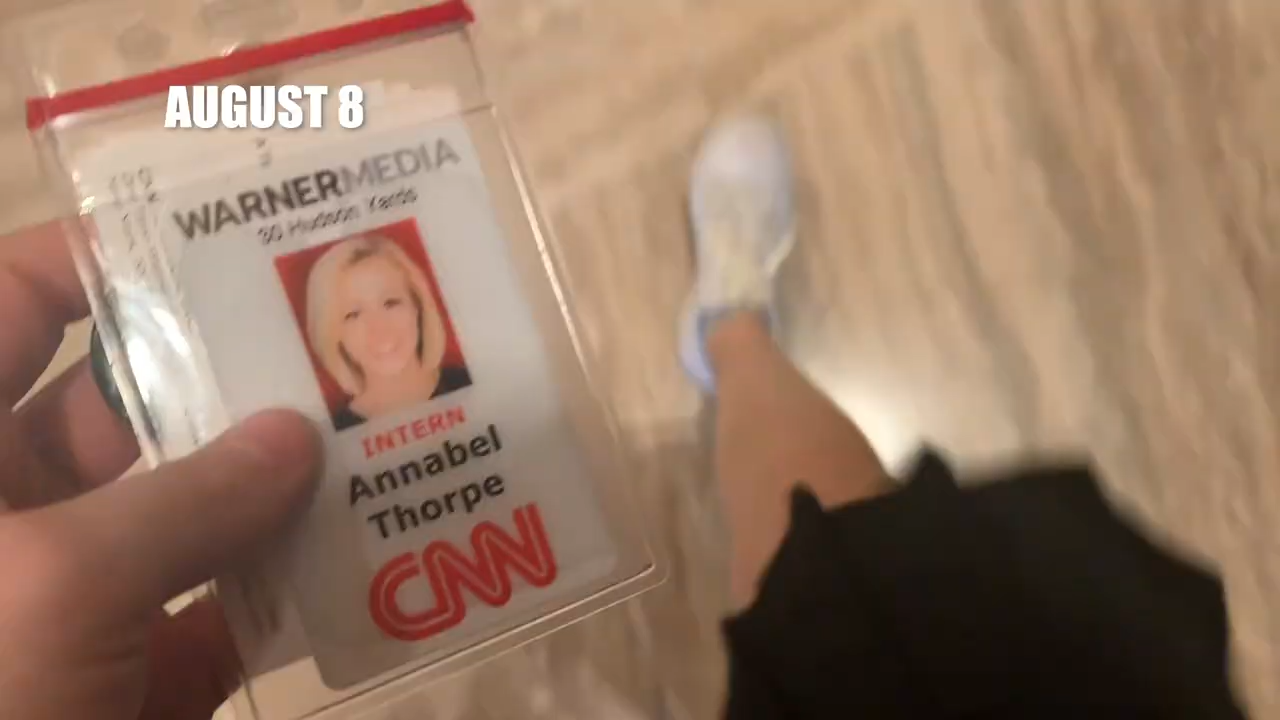 AUGUST 8
WARNERMEDIA
30 Hudson Yards
INTERN
Annabel
Thorpe
CNN